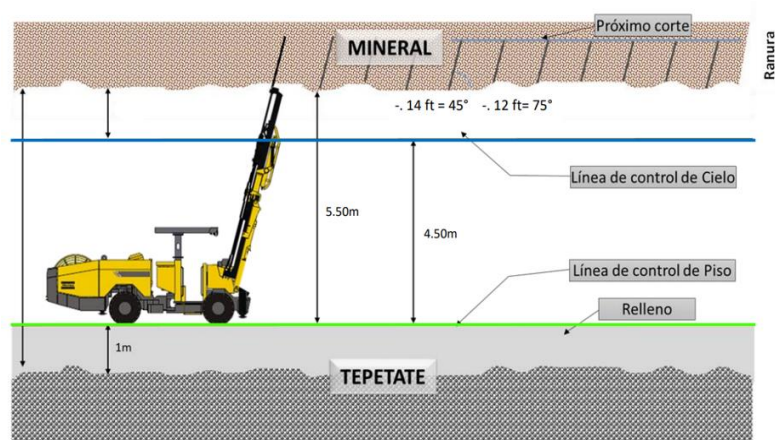 Próximo corte
MINERAL
Ranura
-. 14 ft = 45° -. 12 ft= 75°
Línea de control de Cielo
5.50m
4.50m
Línea de control de Piso
Relleno
1m
TEPETATE